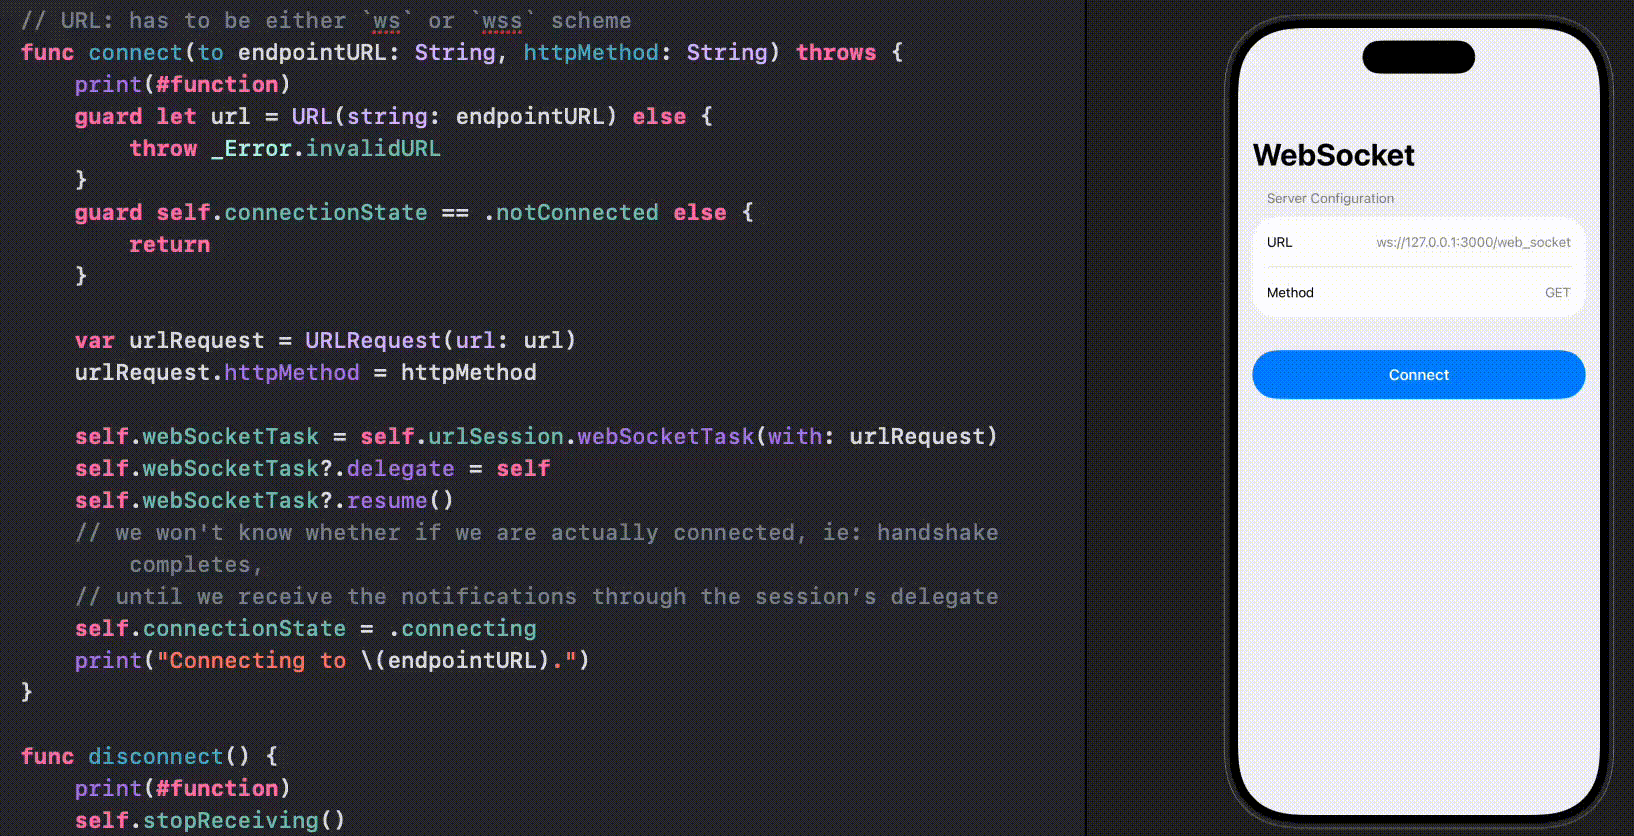 // URL: has to be either `ws` or `wss` scheme
func connect(to endpointURL: String, httpMethod: String) throws {
    print(#function)
    guard let url = URL(string: endpointURL) else {
        throw _Error.invalidURL
    }
    guard self.connectionState == .notConnected else {
        return
    }
    var urlRequest = URLRequest(url: url)
    urlRequest.httpMethod = httpMethod
    self.webSocketTask = self.urlSession.webSocketTask(with: urlRequest)
    self.webSocketTask?.delegate = self
    self.webSocketTask?.resume()
    // we won't know whether if we are actually connected, ie: handshake
        completes,
    // until we receive the notifications through the session’s delegate
    self.connectionState = .connecting
    print("Connecting to \(endpointURL).")
}
func disconnect() {
    print(#function)
    self.stopReceiving()
WebSocket
Server Configuration
URL ws://127.0.0.1:3000/web_socket
Method GET
Connect